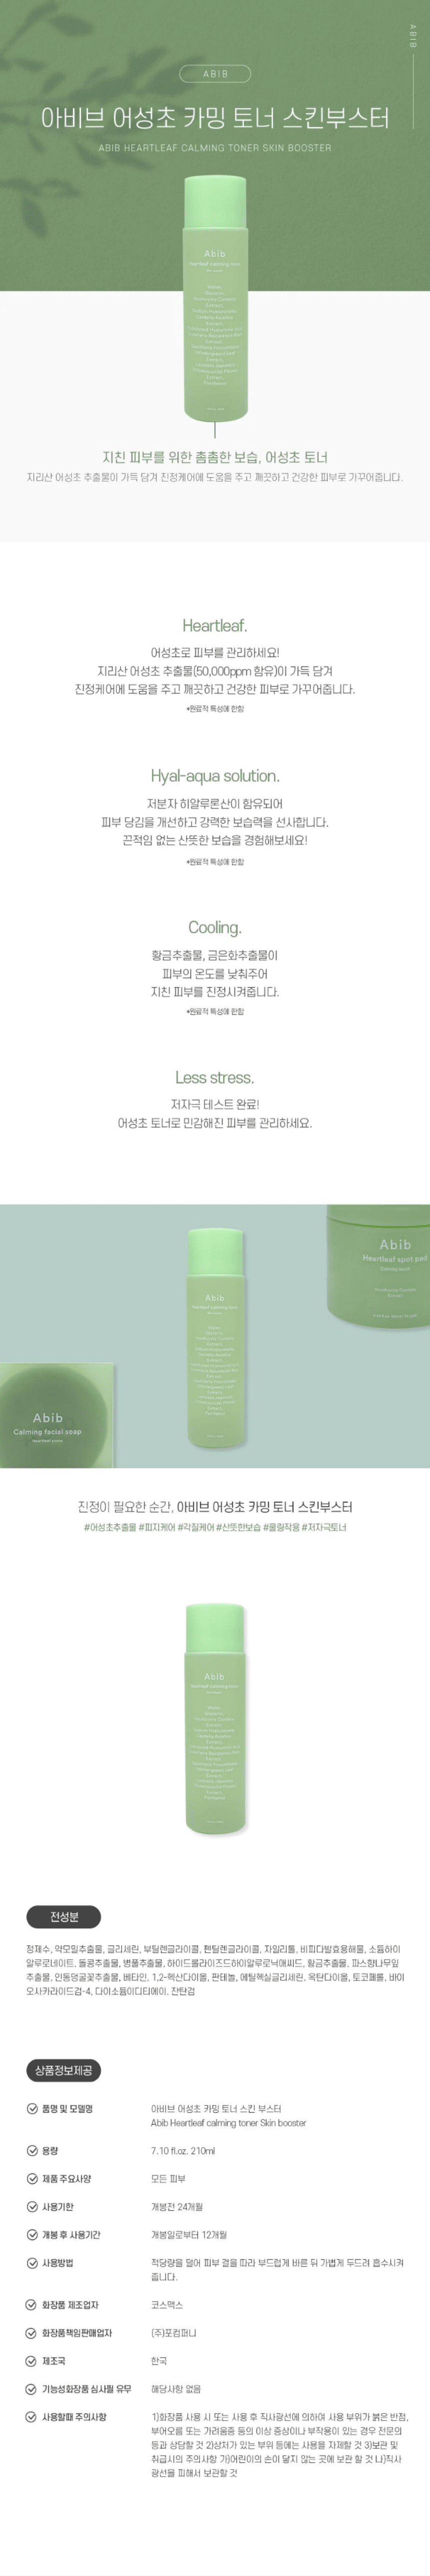 ABIB
ABIB
아비브 어성초 카밍 토너 스킨부스터
ABIB HEARTLEAF CALMING TONER SKIN BOOSTER
Abib
Heartleaf calming toner
지친 피부를 위한 촘촘한 보습, 어성초 토너
지리산 어성초 추출물이 가득 담겨 진정케어에 도움을 주고 깨끗하고 건강한 피부로 가꾸어줍니다.
Heartleaf.
어성초로 피부를 관리하세요!
지리산 어성초 추출물(50,000ppm 함유)이 가득 담겨
진정케어에 도움을 주고 깨끗하고 건강한 피부로 가꾸어줍니다.
*원료적 특성에 한함
Hyal-aqua solution.
저분자 히알루론산이 함유되어
피부 당김을 개선하고 강력한 보습력을 선사합니다.
끈적임 없는 산뜻한 보습을 경험해보세요!
*원료적 특성에 한함
Cooling.
황금추출물, 금은화추출물이
피부의 온도를 낮춰주어
지친 피부를 진정시켜줍니다.
*원료적 특성에 한함
Less stress.
저자극 테스트 완료!
어성초 토너로 민감해진 피부를 관리하세요.
Abib
Heartleaf spot pad
Calming touch
Abib
Heartleaf calming toner
Abib
Calming facial soap
Heartleaf stone
진정이 필요한 순간, 아비브 어성초 카밍 토너 스킨부스터
#어성초추출물 #피지케어 #각질케어 #산뜻한보습 #쿨링작용 #저자극토너
Abib
Heartleaf calming toner
전성분
정제수, 약모밀추출물, 글리세린, 부틸렌글라이콜, 펜틸렌글라이콜, 자일리톨, 비피다발효용해물, 소듐하이
알루로네이트, 돌콩추출물, 병풀추출물, 하이드롤라이즈드하이알루로닉애씨드, 황금추출물, 파스향나무잎
추출물, 인동덩굴꽃추출물, 베타인, 1,2-헥산다이올, 판테놀, 에틸헥실글리세린, 옥탄다이올, 토코페롤, 바이
오사카라이드검-4, 다이소듐이디티에이, 잔탄검
상품정보제공
품명 및 모델명
아비브 어성초 카밍 토너 스킨 부스터
Abib Heartleaf calming toner Skin booster
용량
7.10 fl.oz. 210ml
제품 주요사양
모든 피부
사용기한
개봉전 24개월
개봉 후 사용기간
개봉일로부터 12개월
사용방법
적당량을 덜어 피부 결을 따라 부드럽게 바른 뒤 가볍게 두드려 흡수시켜
줍니다.
화장품 제조업자
코스맥스
화장품책임판매업자
(주)포컴퍼니
제조국
한국
기능성화장품 심사필 유무
해당사항 없음
사용할때 주의사항
1)화장품 사용 시 또는 사용 후 직사광선에 의하여 사용 부위가 붉은 반점,
부어오름 또는 가려움증 등의 이상 증상이나 부작용이 있는 경우 전문의
등과 상담할 것 2)상처가 있는 부위 등에는 사용을 자제할 것 3)보관 및
취급시의 주의사항 가)어린이의 손이 닿지 않는 곳에 보관 할 것 나)직사
광선을 피해서 보관할 것